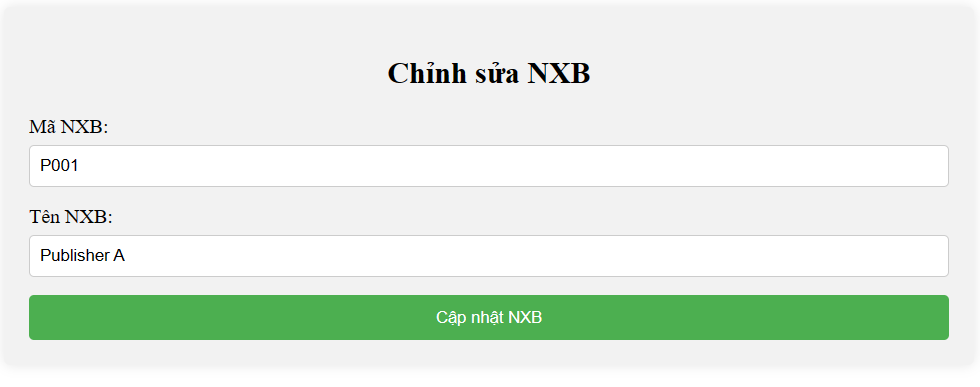 Chỉnh sửa NXB
Mã NXB:
P001
Tên NXB:
Publisher A
Cập nhật NXB